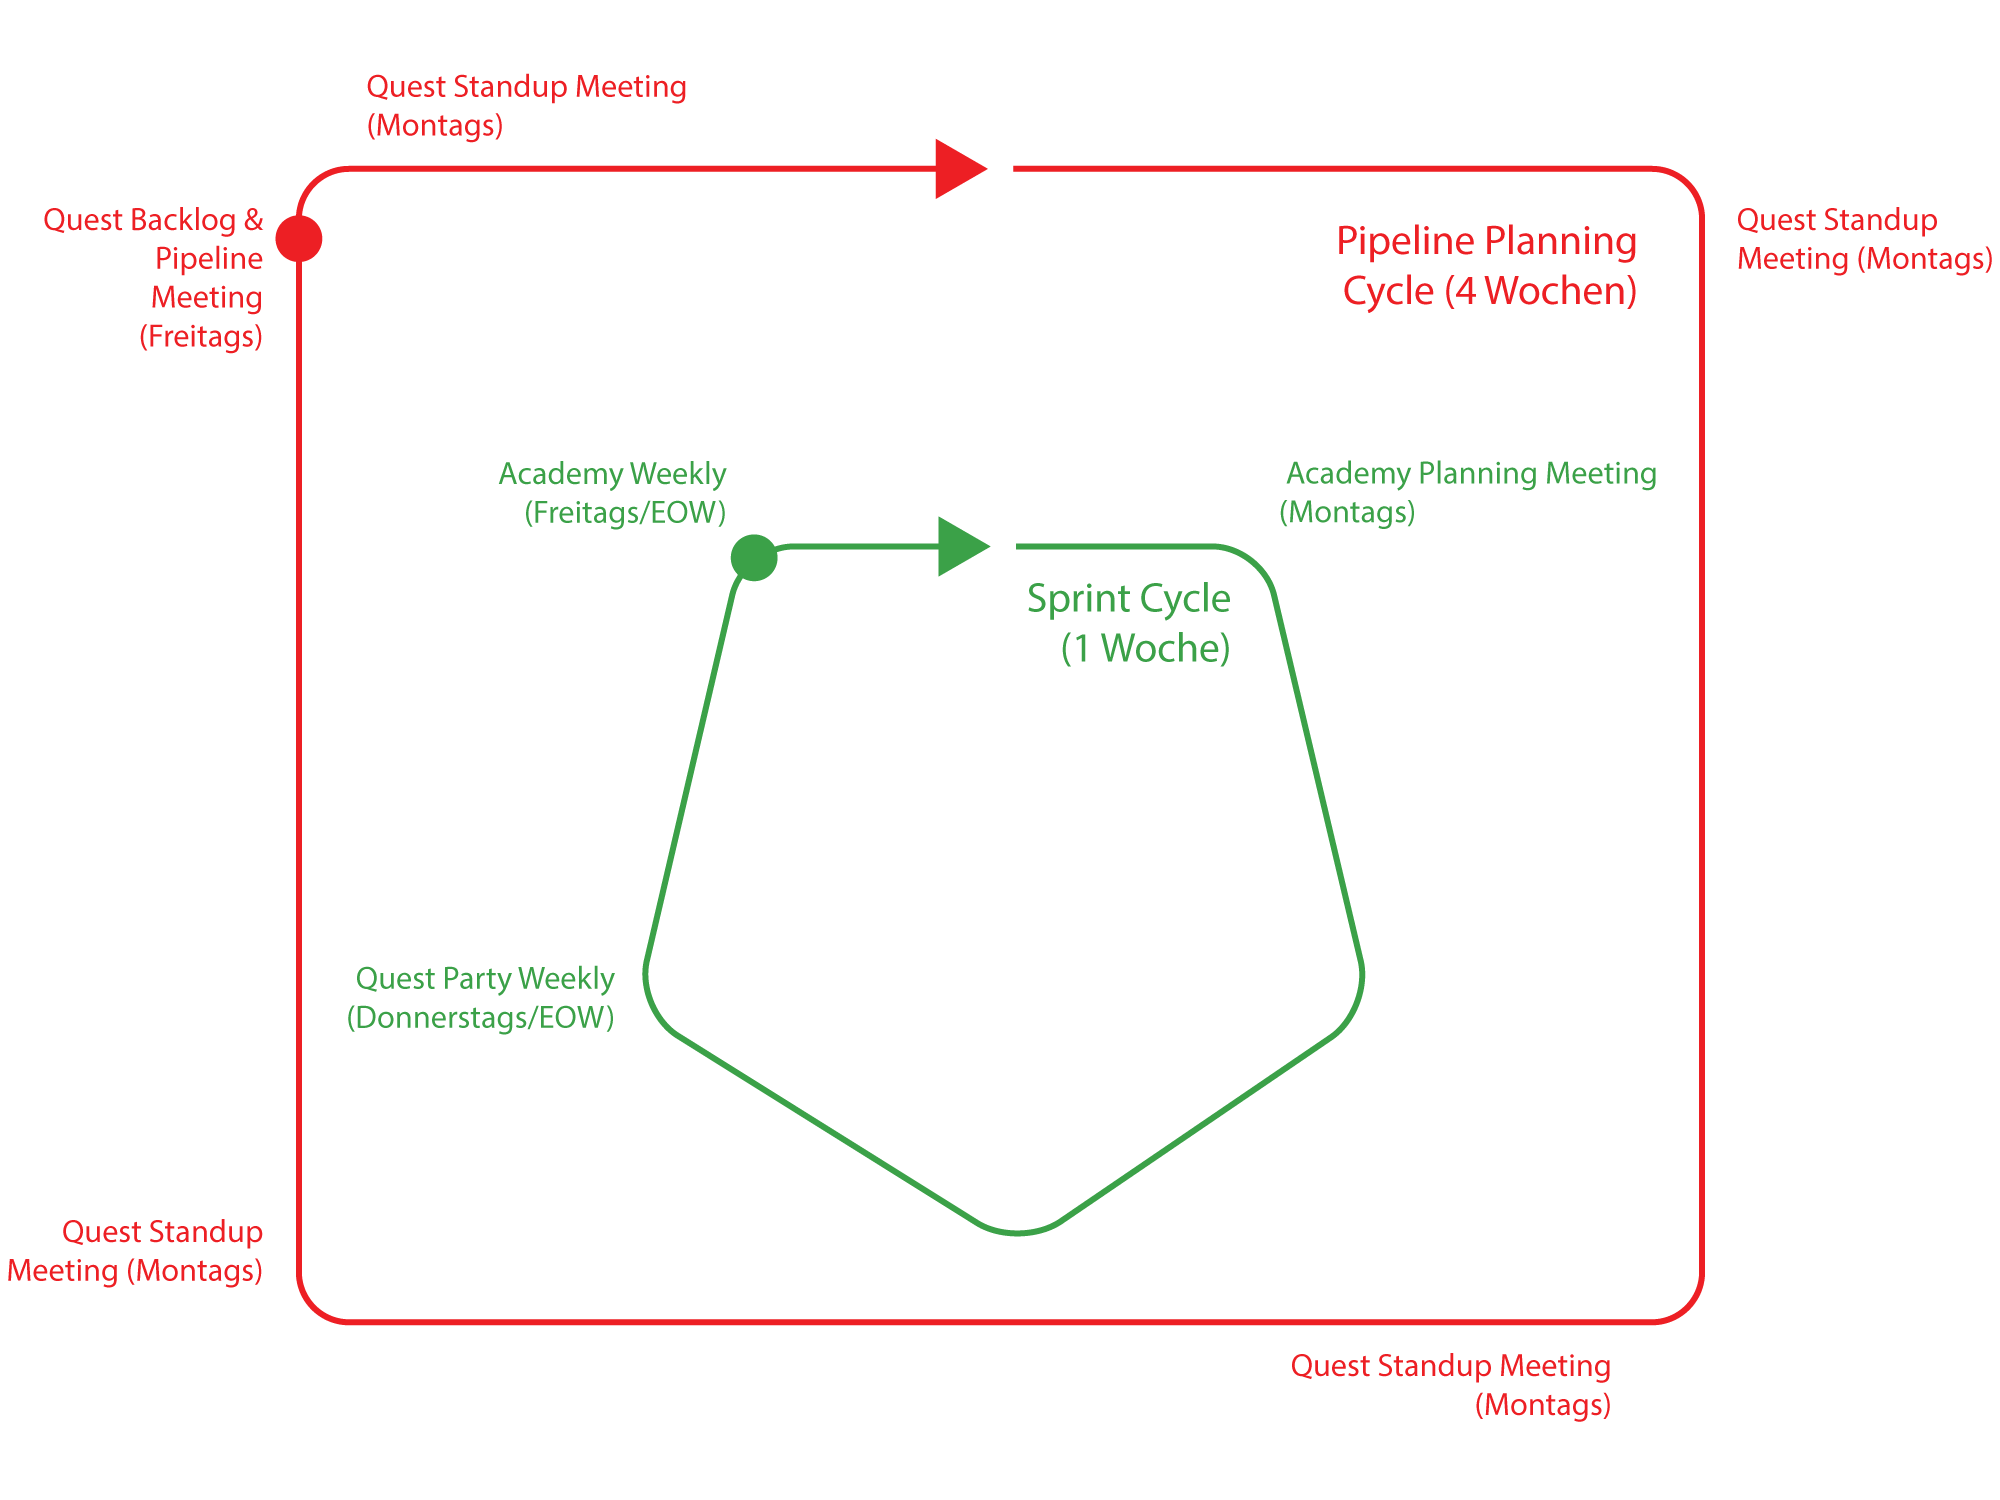 Quest Standup Meeting
(Montags)
Quest Backlog &
Pipeline
Meeting
(Freitags)
Pipeline Planning
Cycle (4 Wochen)
Quest Standup
Meeting (Montags)
Academy Weekly
(Freitags/EOW)
Academy Planning Meeting
(Montags)
Sprint Cycle
(1 Woche)
Quest Party Weekly
(Donnerstags/EOW)
Quest Standup
Meeting (Montags)
Quest Standup Meeting
(Montags)